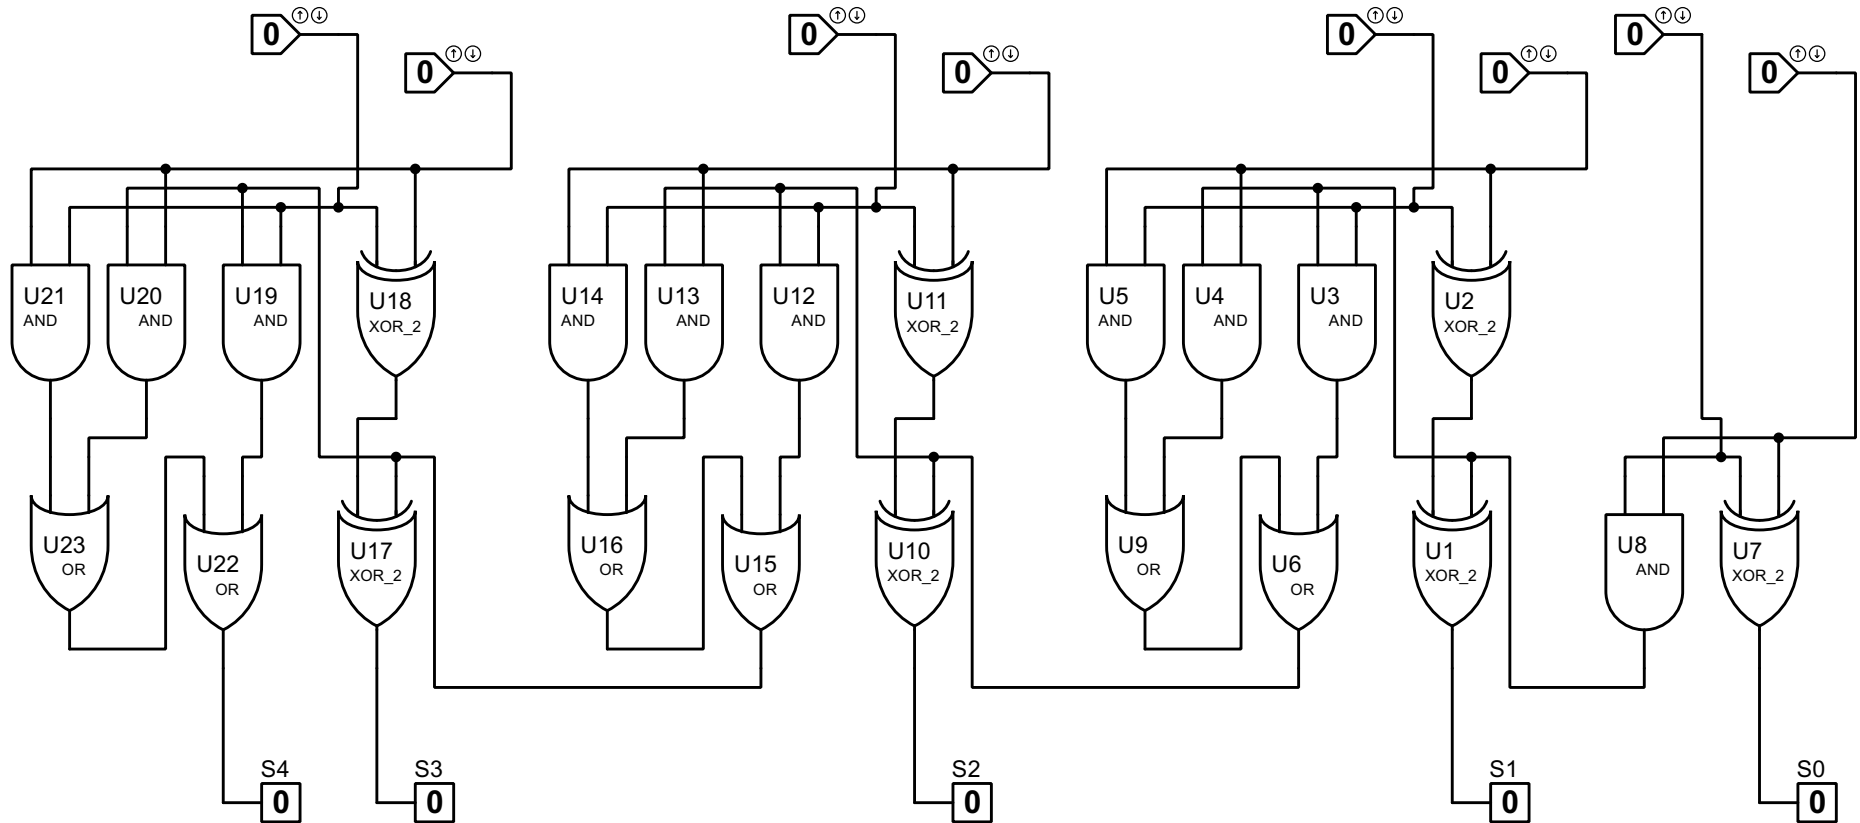 0 0 0 0
0 0 0 0
U21 U20 U19 U18 U14 U13 U12 U11 U5 U4 U3 U2
AND AND AND XOR_2 AND AND AND XOR_2 AND AND AND XOR_2
U23 U22 U17 U16 U15 U10 U9 U6 U1 U8 U7
OR OR XOR_2 OR OR XOR_2 OR OR XOR_2 AND XOR_2
S4 S3 S2 S1 S0
0 0 0 0 0